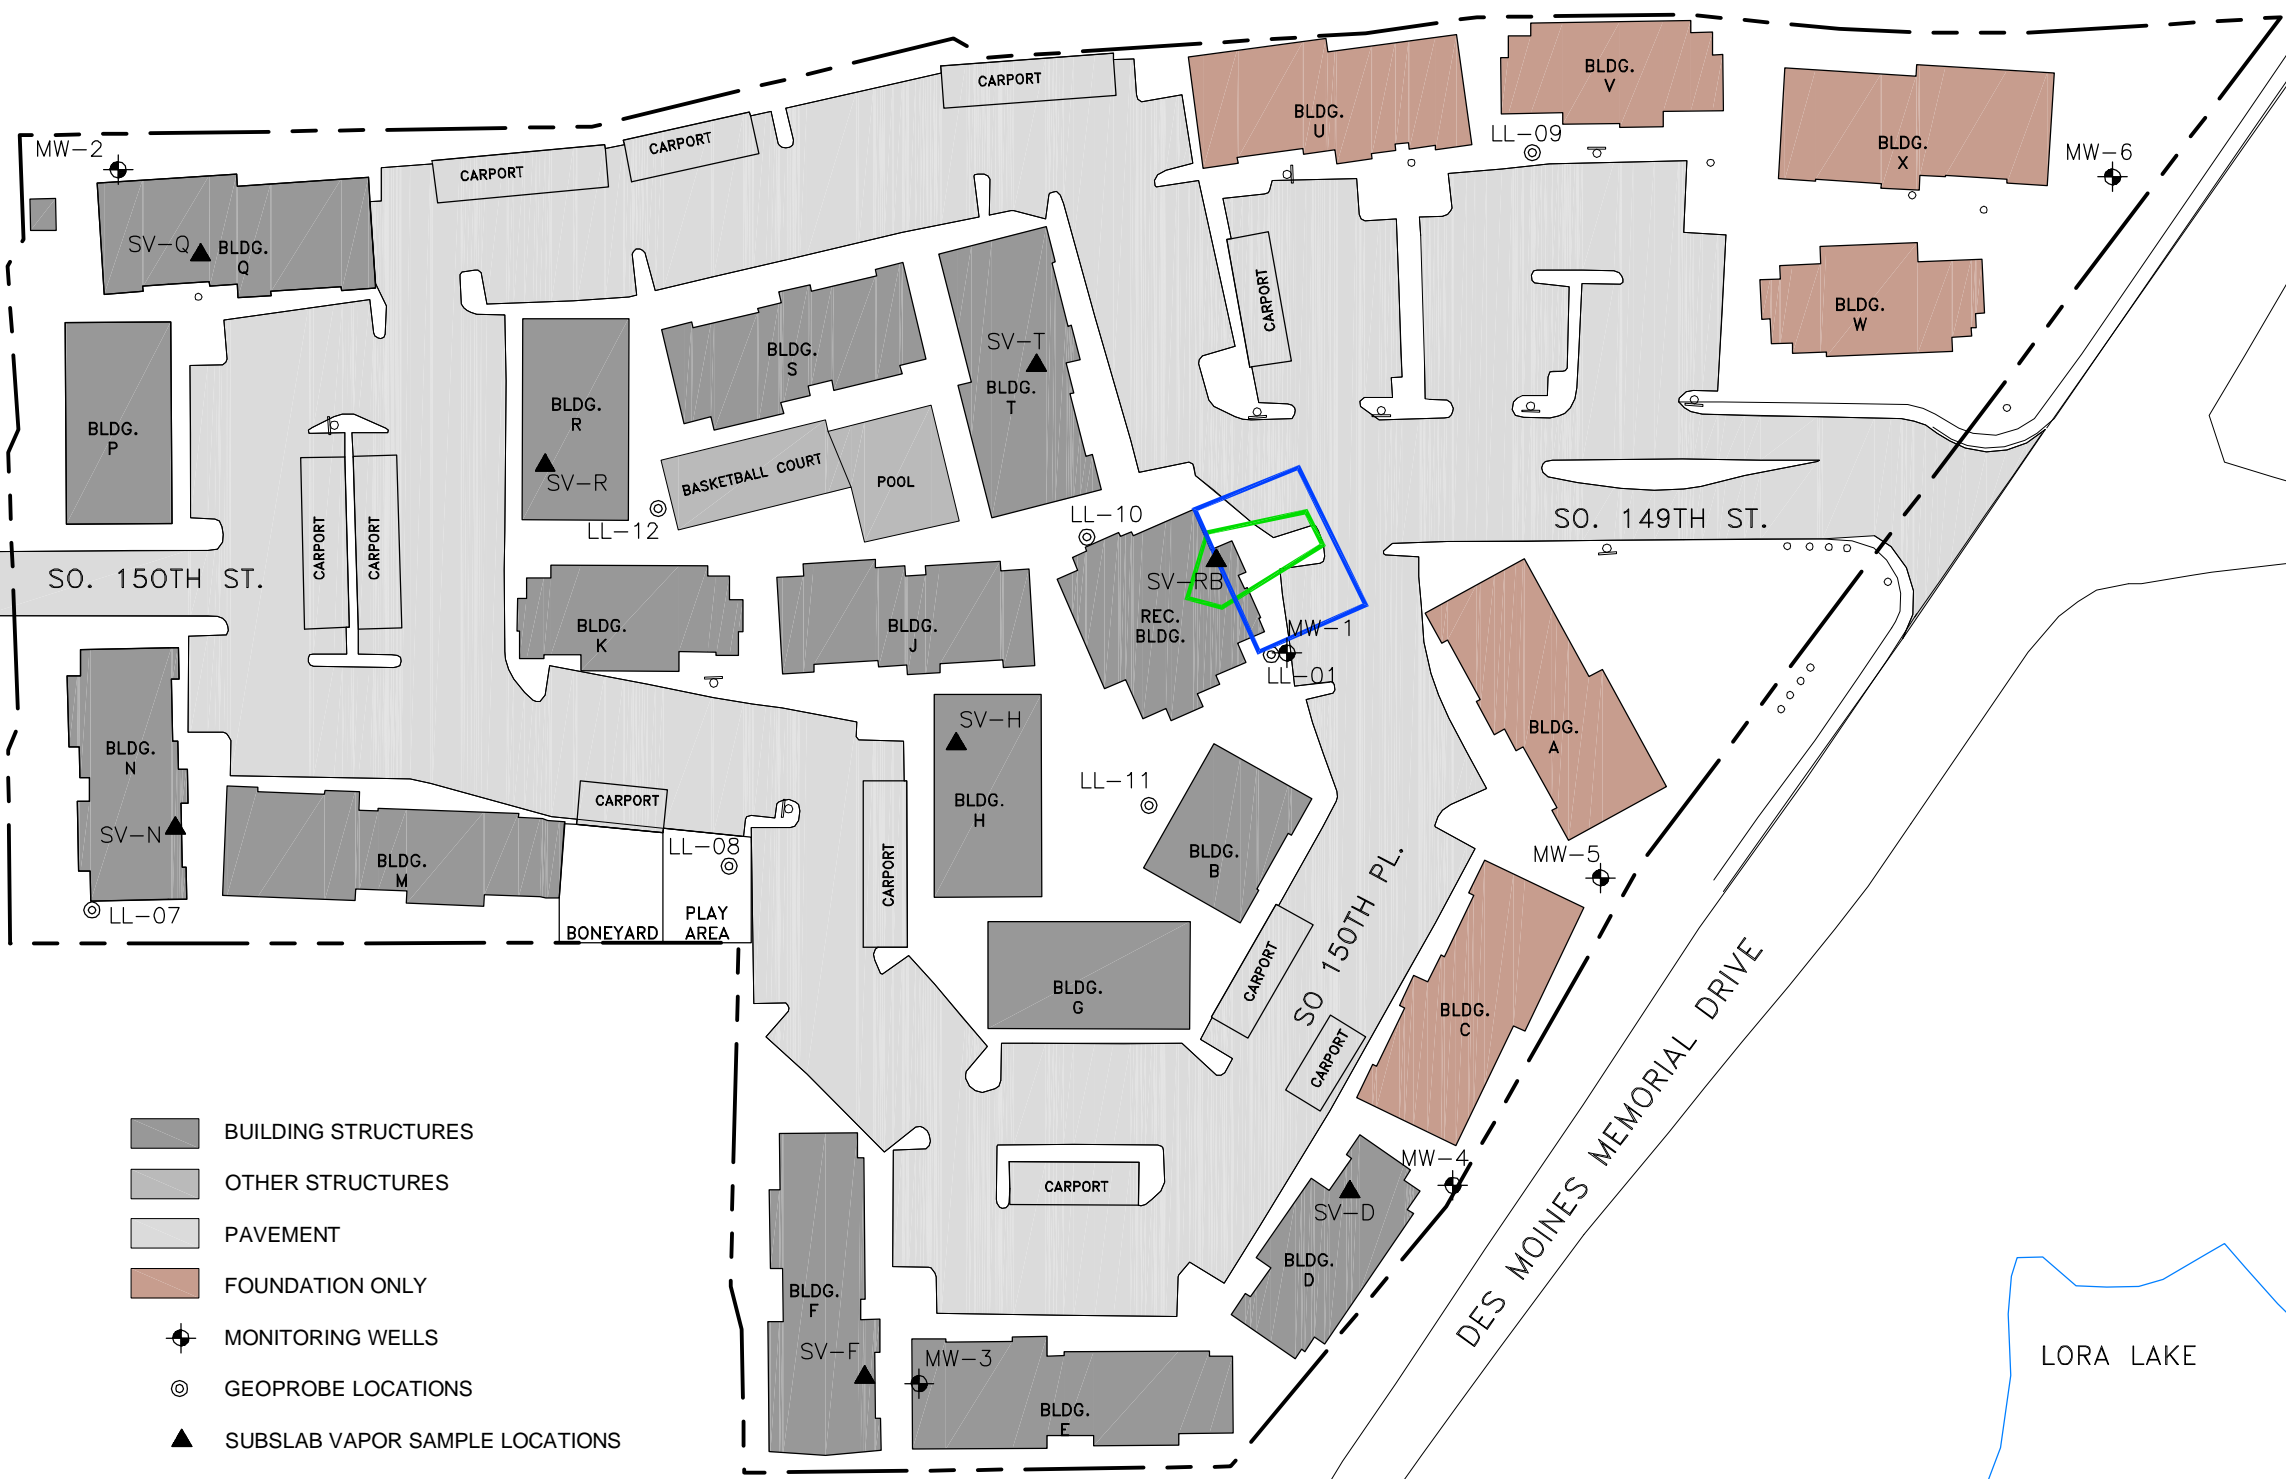 CARPORT
BLDG.
V
BLDG.
U
LL-09
MW-2
CARPORT
CARPORT
BLDG.
X
MW-6
SV-Q
BLDG.
Q
CARPORT
BLDG.
W
SV-T
BLDG.
S
BLDG.
T
BLDG.
R
BLDG.
P
SV-R
BASKETBALL COURT
POOL
LL-12
LL-10
SO. 149TH ST.
CARPORT
CARPORT
SO. 150TH ST.
SV-RB
REC.
BLDG.
MW-1
LL-01
BLDG.
K
BLDG.
J
SV-H
BLDG.
A
BLDG.
N
LL-11
CARPORT
BLDG.
H
SV-N
LL-08
BLDG.
M
CARPORT
BLDG.
B
MW-5
LL-07
BONEYARD
PLAY
AREA
SO 150TH PL.
CARPORT
BLDG.
G
BLDG.
C
CARPORT
DES MOINES MEMORIAL DRIVE
CARPORT
MW-4
SV-D
BLDG.
D
BLDG.
F
SV-F
MW-3
BLDG.
E
LORA LAKE
BUILDING STRUCTURES
OTHER STRUCTURES
PAVEMENT
FOUNDATION ONLY
MONITORING WELLS
GEOPROBE LOCATIONS
SUBSLAB VAPOR SAMPLE LOCATIONS